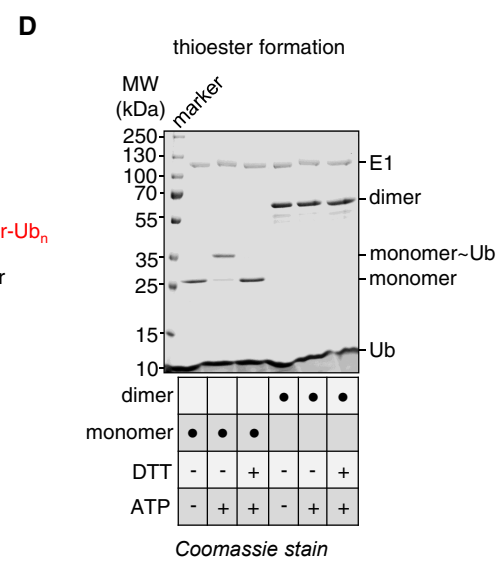 D
thioester formation
MW
(kDa)
marker
250
130
100
70
55
35
25
15
10
E1
dimer
monomer~Ub
monomer
Ub
r-Ubn
r
dimer ● ● ●
monomer ● ● ●
DTT - - + - - +
ATP - + + - + +
Coomassie stain